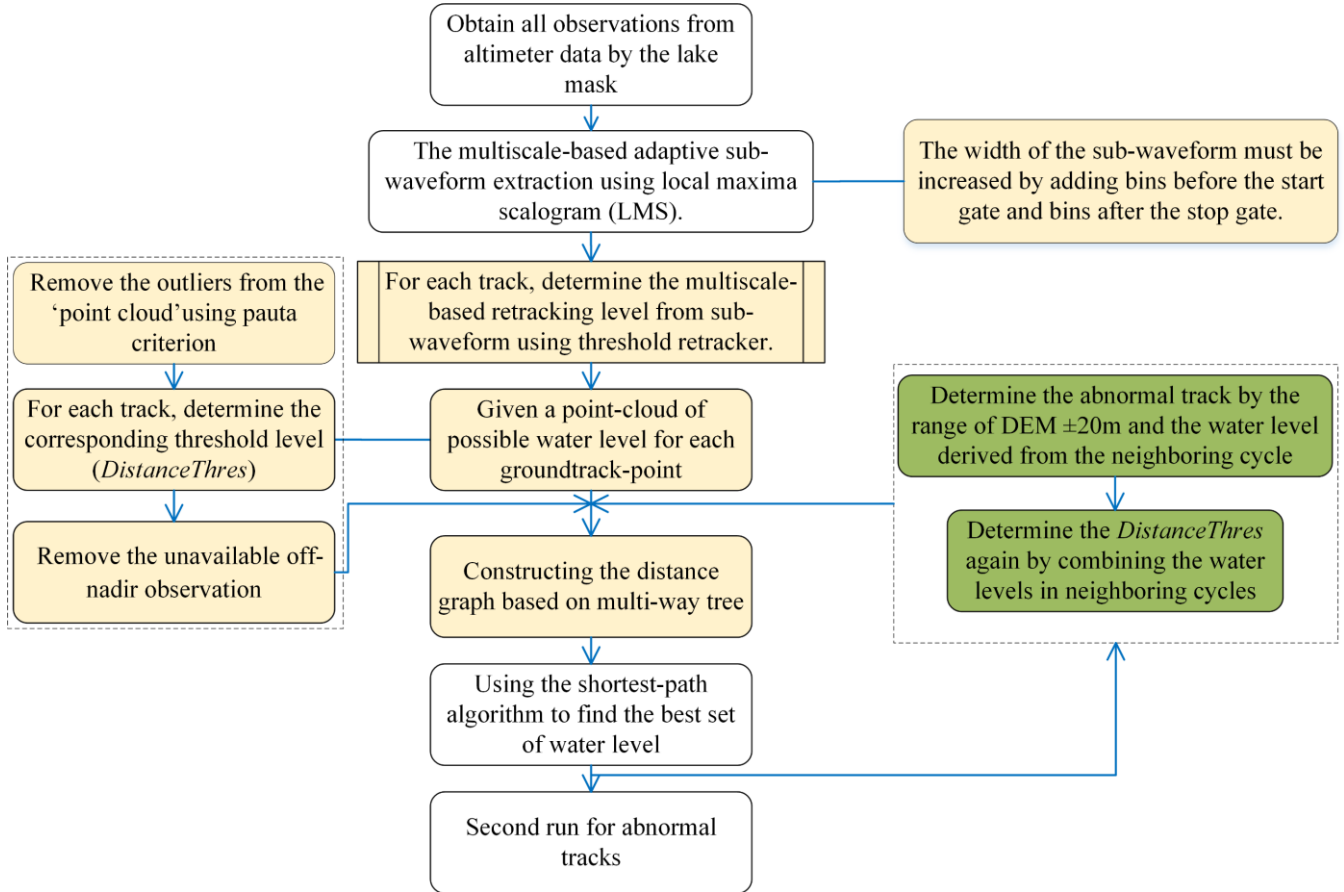 Obtain all observations from
altimeter data by the lake
mask
The multiscale-based adaptive sub-
waveform extraction using local maxima
scalogram (LMS).
The width of the sub-waveform must be
increased by adding bins before the start
gate and bins after the stop gate.
Remove the outliers from the
‘point cloud’using pauta
criterion
For each track, determine the multiscale-
based retracking level from sub-
waveform using threshold retracker.
For each track, determine the
corresponding threshold level
(DistanceThres)
Given a point-cloud of
possible water level for each
groundtrack-point
Determine the abnormal track by the
range of DEM ±20m and the water level
derived from the neighboring cycle
Remove the unavailable off-
nadir observation
Constructing the distance
graph based on multi-way tree
Determine the DistanceThres
again by combining the water
levels in neighboring cycles
Using the shortest-path
algorithm to find the best set
of water level
Second run for abnormal
tracks